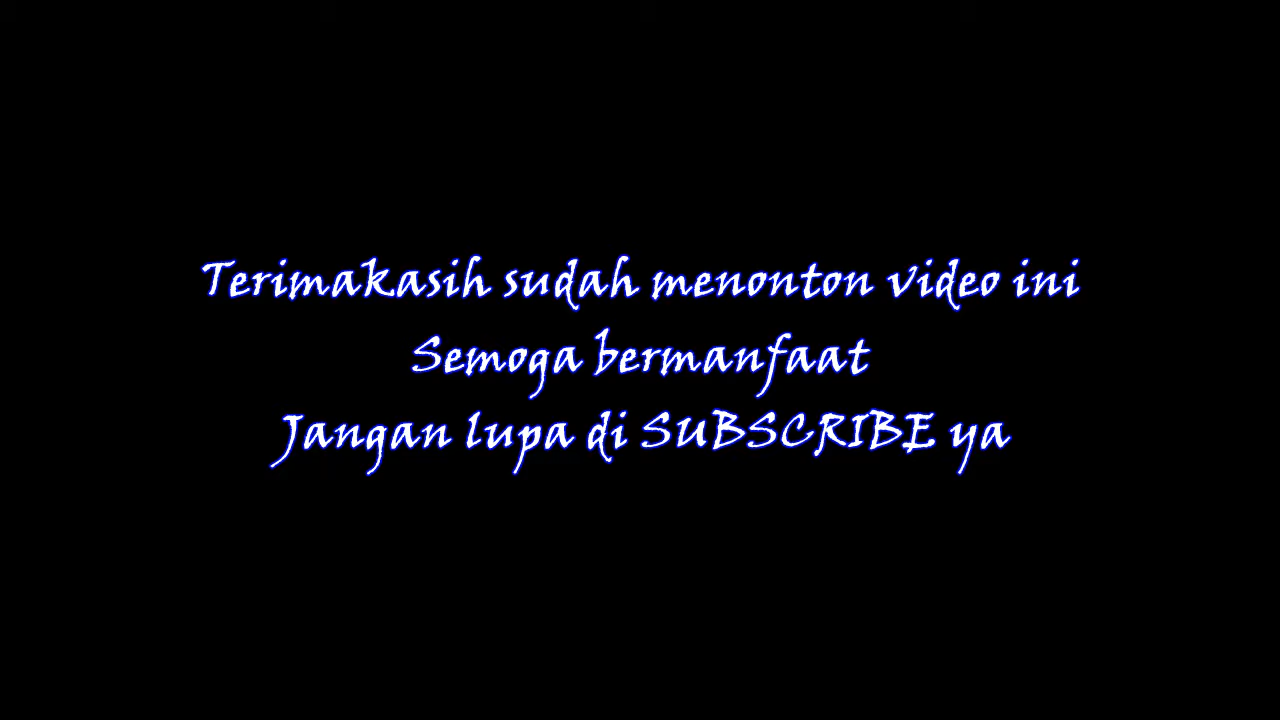 Terimakasih sudah menonton video ini
Semoga bermanfaat
Jangan lupa di SUBSCRIBE ya